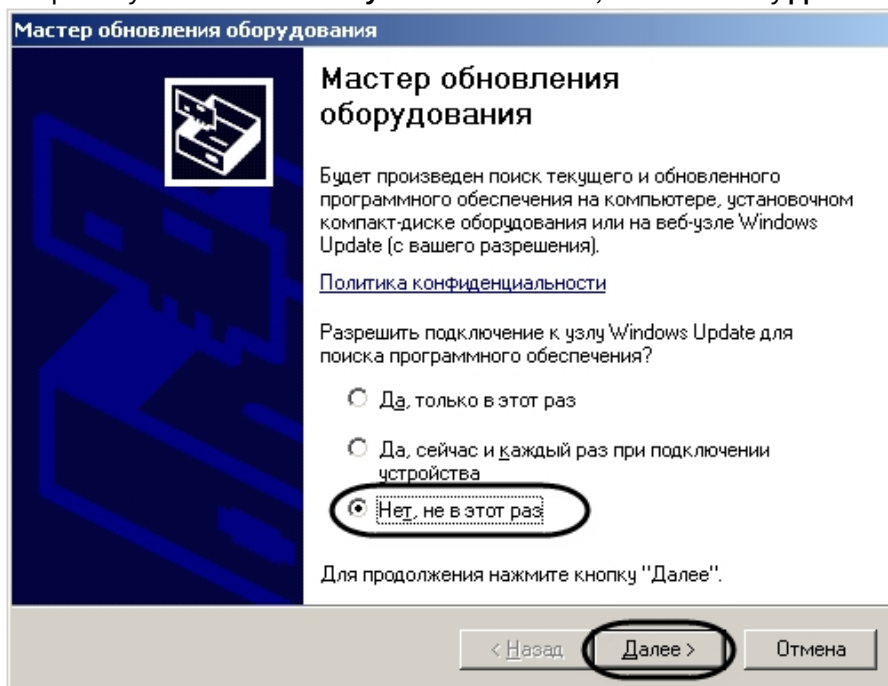 Мастер обновления оборудования
Мастер обновления
оборудования
Будет произведен поиск текущего и обновленного
программного обеспечения на компьютере, установочном
компакт-диске оборудования или на веб-узле Windows
Update (с вашего разрешения).
Политика конфиденциальности
Разрешить подключение к узлу Windows Update для
поиска программного обеспечения?
Да, только в этот раз
Да, сейчас и каждый раз при подключении
устройства
Нет, не в этот раз
Для продолжения нажмите кнопку "Далее".
< Назад
Далее >
Отмена